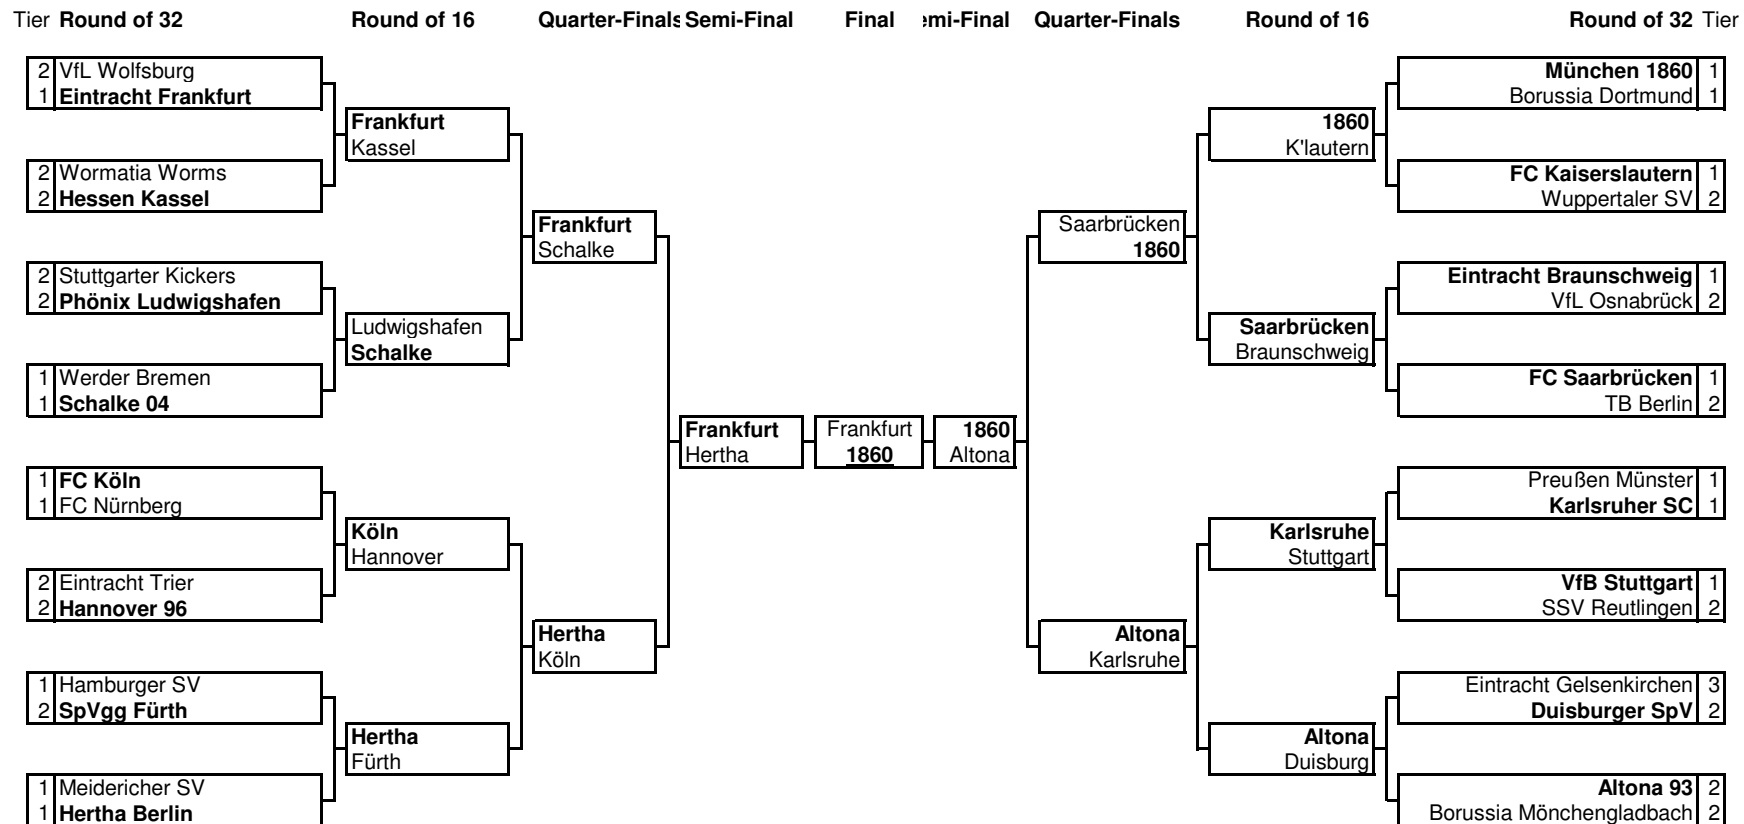 Tier Round of 32 Round of 16 Quarter-Finals Semi-Final Final emi-Final Quarter-Finals Round of 16 Round of 32 Tier
2 VfL Wolfsburg München 1860 1
1 Eintracht Frankfurt Borussia Dortmund 1
Frankfurt 1860
Kassel K'lautern
2 Wormatia Worms FC Kaiserslautern 1
2 Hessen Kassel Wuppertaler SV 2
Frankfurt Saarbrücken
Schalke 1860
2 Stuttgarter Kickers Eintracht Braunschweig 1
2 Phönix Ludwigshafen VfL Osnabrück 2
Ludwigshafen Saarbrücken
Schalke Braunschweig
1 Werder Bremen FC Saarbrücken 1
1 Schalke 04 TB Berlin 2
Frankfurt Frankfurt 1860
Hertha 1860 Altona
1 FC Köln Preußen Münster 1
1 FC Nürnberg Karlsruher SC 1
Köln Karlsruhe
Hannover Stuttgart
2 Eintracht Trier VfB Stuttgart 1
2 Hannover 96 SSV Reutlingen 2
Hertha Altona
Köln Karlsruhe
1 Hamburger SV Eintracht Gelsenkirchen 3
2 SpVgg Fürth Duisburger SpV 2
Hertha Altona
Fürth Duisburg
1 Meidericher SV Altona 93 2
1 Hertha Berlin Borussia Mönchengladbach 2